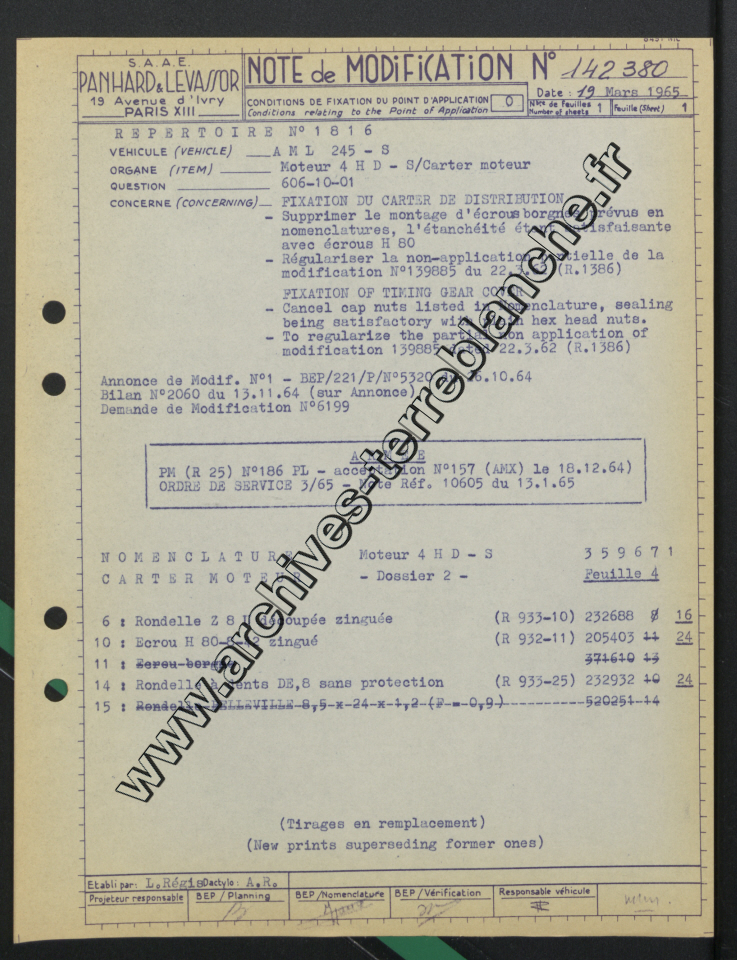 S.A.A.E.
PANHARD & LEVASSOR
19 Avenue d'Ivry
PARIS XIII
NOTE de MODIFICATION N° 142 380
CONDITIONS DE FIXATION DU POINT D'APPLICATION 0
Conditions relating to the Point of Application
Date : 19 Mars 1965
Nbre de feuilles 1
Number of sheets
Feuille (Sheet) 1
REPERTOIRE N° 1816
VEHICULE (VEHICLE) A M L 245 - S
ORGANE (ITEM) Moteur 4 H D - S/Carter moteur
QUESTION 606-10-01
CONCERNE (CONCERNING) FIXATION DU CARTER DE DISTRIBUTION
- Supprimer le montage d'écrous borgnes prévus en
nomenclatures, l'étanchéité étant satisfaisante
avec écrous H 80
- Régulariser la non-application partielle de la
modification N°139885 du 22.3.62 (R.1386)
FIXATION OF TIMING GEAR COVER
- Cancel cap nuts listed in nomenclature, sealing
being satisfactory with hex head nuts.
- To regularize the partial non application of
modification 139885 dated 22.3.62 (R.1386)
Annonce de Modif. N°1 - BEP/221/P/N°5320 du 6.10.64
Bilan N°2060 du 13.11.64 (sur Annonce)
Demande de Modification N°6199
PM (R 25) N°186 PL - acceptation N°157 (AMX) le 18.12.64)
ORDRE DE SERVICE 3/65 - Note Réf. 10605 du 13.1.65
NOMENCLATURE Moteur 4 H D - S 359671
CARTER MOTEUR - Dossier 2 - Feuille 4
6 : Rondelle Z 8 U découpée zinguée (R 933-10) 232688 8 16
10 : Ecrou H 80- zingué (R 932-11) 205403 11 24
11 : Ecrou borgne 371610 13
14 : Rondelle à dents DE,8 sans protection (R 933-25) 232932 10 24
15 : Rondelle BELLEVILLE 8,5 x 24 x 1,2 (F = 0,9) 520251 14
(Tirages en remplacement)
(New prints superseding former ones)
Etabli par: L.Régis Dactylo: A.R.
Projeteur responsable
BEP / Planning
BEP / Nomenclature
BEP / Vérification
Responsable véhicule
www.archives-terreblanche.fr